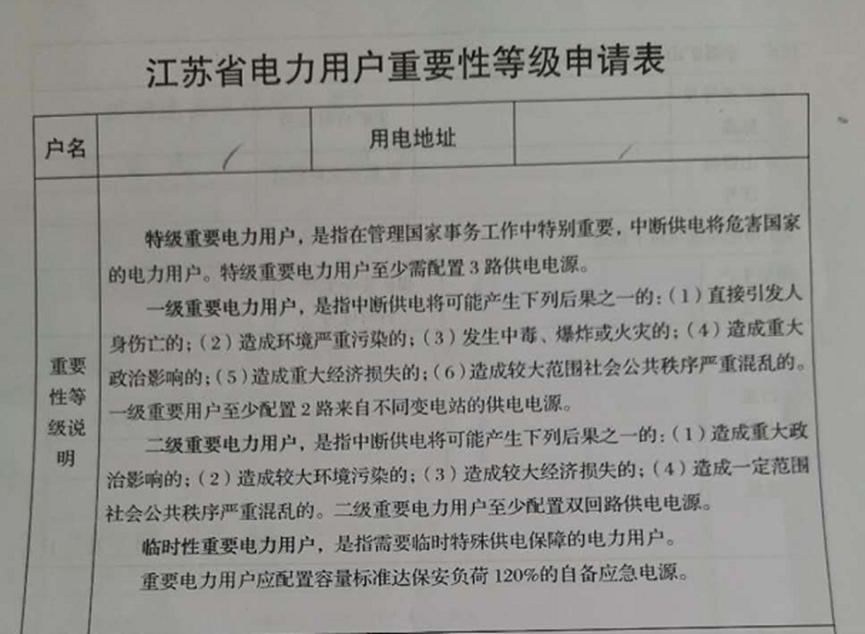 江苏省电力用户重要性等级申请表
户名 / 用电地址 /
特级重要电力用户，是指在管理国家事务工作中特别重要，中断供电将危害国家
的电力用户。特级重要电力用户至少需配置3路供电电源。
一级重要电力用户，是指中断供电将可能产生下列后果之一的：（1）直接引发人
身伤亡的；（2）造成环境严重污染的；（3）发生中毒、爆炸或火灾的；（4）造成重大
政治影响的；（5）造成重大经济损失的；（6）造成较大范围社会公共秩序严重混乱的。
一级重要用户至少配置2路来自不同变电站的供电电源。
二级重要电力用户，是指中断供电将可能产生下列后果之一的：（1）造成重大政
治影响的；（2）造成较大环境污染的；（3）造成较大经济损失的；（4）造成一定范围
社会公共秩序严重混乱的。二级重要电力用户至少配置双回路供电电源。
临时性重要电力用户，是指需要临时特殊供电保障的电力用户。
重要电力用户应配置容量标准达保安负荷120%的自备应急电源。
重要
性等
级说
明